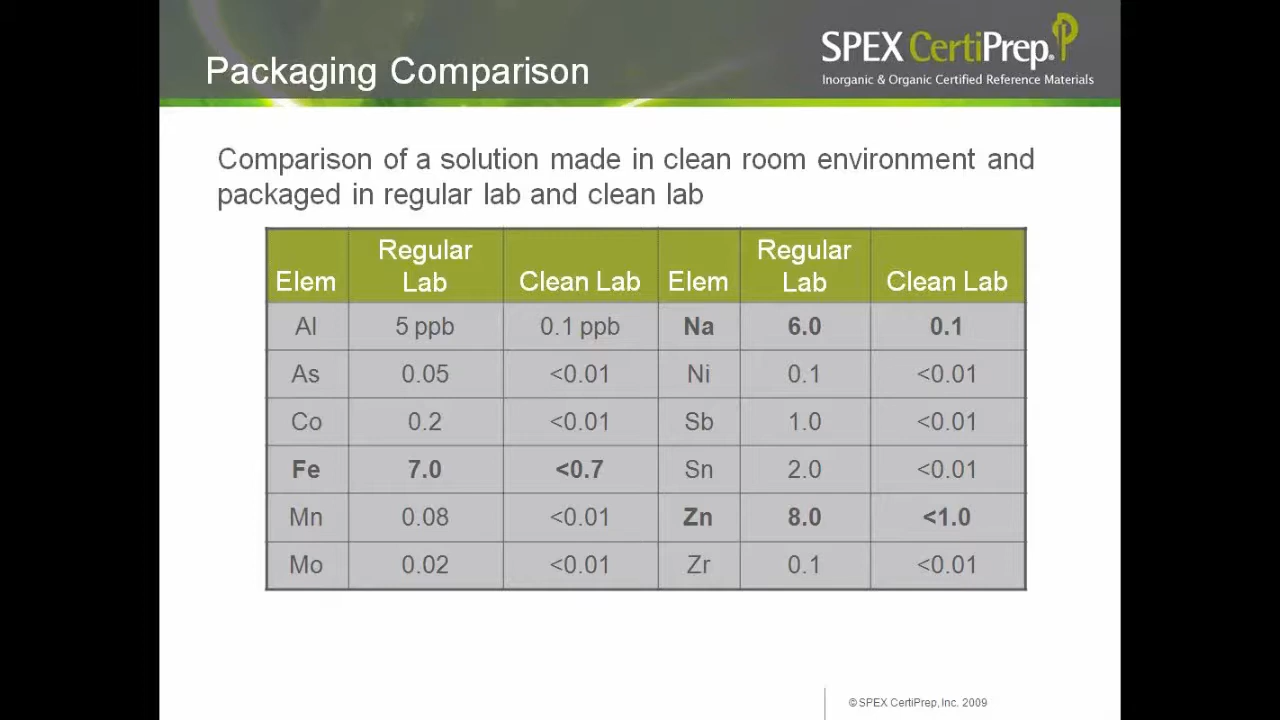 SPEX CertiPrep.
Inorganic & Organic Certified Reference Materials
Packaging Comparison
Comparison of a solution made in clean room environment and
packaged in regular lab and clean lab
Elem Regular Lab Clean Lab Elem Regular Lab Clean Lab
Al 5 ppb 0.1 ppb Na 6.0 0.1
As 0.05 <0.01 Ni 0.1 <0.01
Co 0.2 <0.01 Sb 1.0 <0.01
Fe 7.0 <0.7 Sn 2.0 <0.01
Mn 0.08 <0.01 Zn 8.0 <1.0
Mo 0.02 <0.01 Zr 0.1 <0.01
© SPEX CertiPrep, Inc. 2009